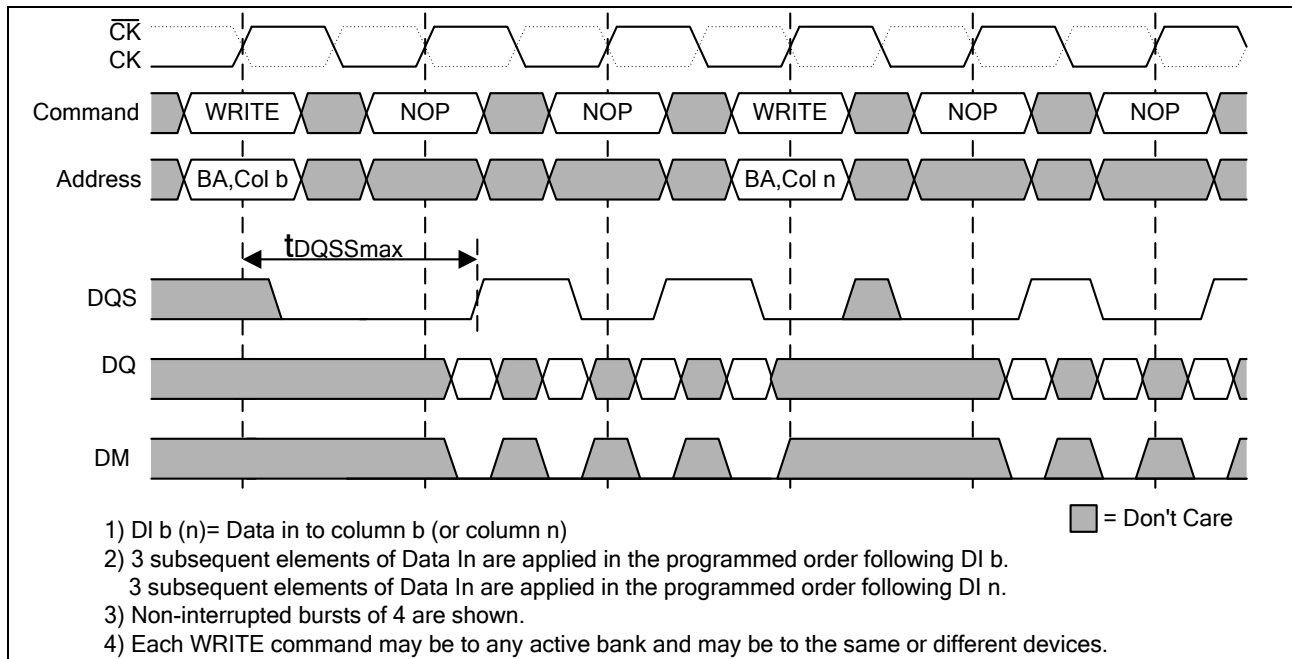 CK
CK
Command WRITE NOP NOP WRITE NOP NOP
Address BA,Col b BA,Col n
tDQSSmax
DQS
DQ
DM
= Don't Care
1) DI b (n)= Data in to column b (or column n)
2) 3 subsequent elements of Data In are applied in the programmed order following DI b.
3 subsequent elements of Data In are applied in the programmed order following DI n.
3) Non-interrupted bursts of 4 are shown.
4) Each WRITE command may be to any active bank and may be to the same or different devices.